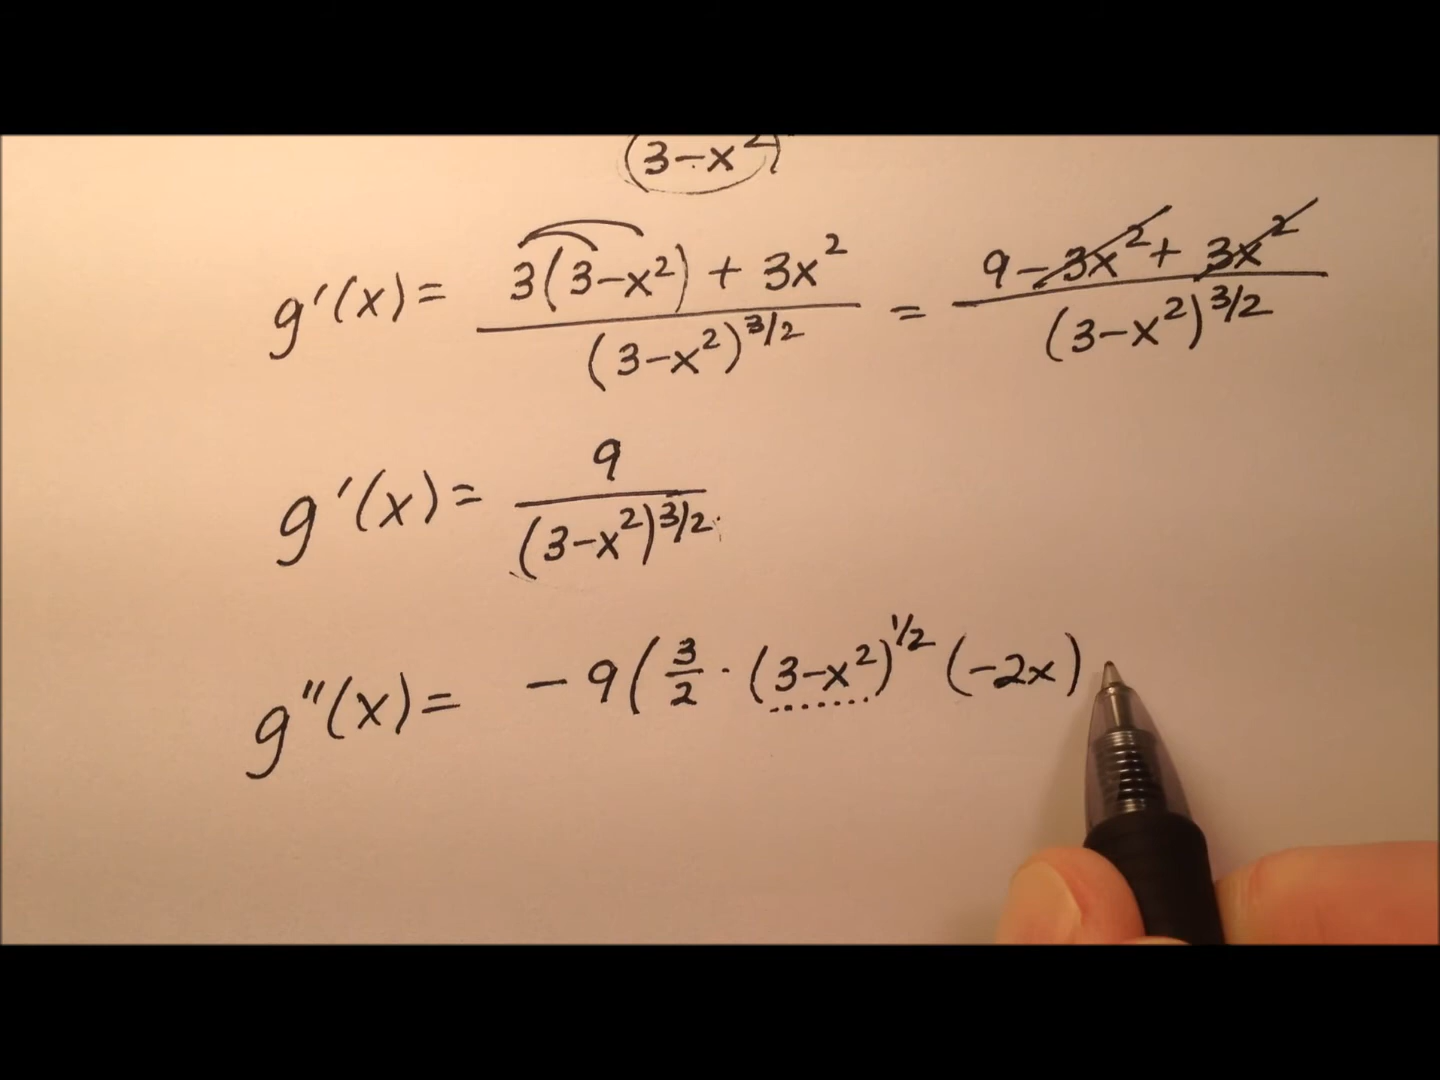 (3-x²)
g'(x) = 3(3-x²) + 3x² / (3-x²)^3/2 = 9 - 3x² + 3x² / (3-x²)^3/2
g'(x) = 9 / (3-x²)^3/2
g''(x) = -9(3/2 · (3-x²)^1/2 (-2x)